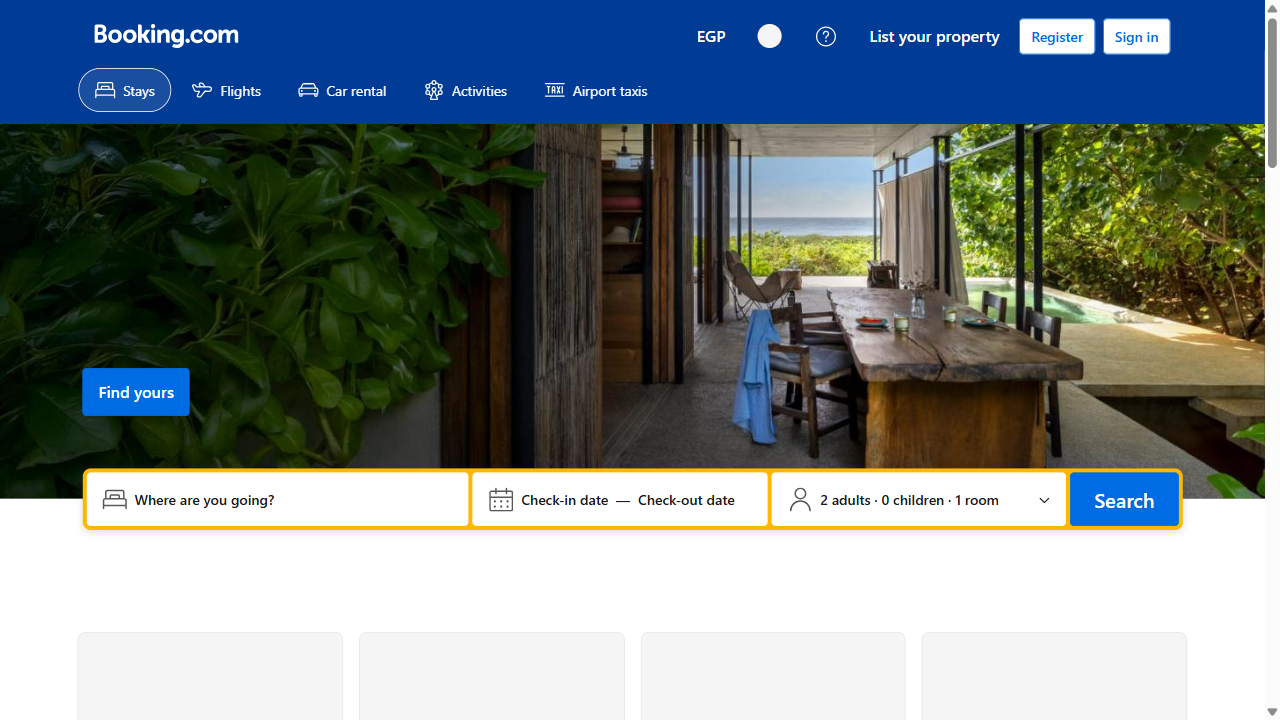 Booking.com
EGP
List your property
Register
Sign in
Stays
Flights
Car rental
Activities
TAXI
Airport taxis
Find yours
Where are you going?
Check-in date — Check-out date
2 adults · 0 children · 1 room
Search